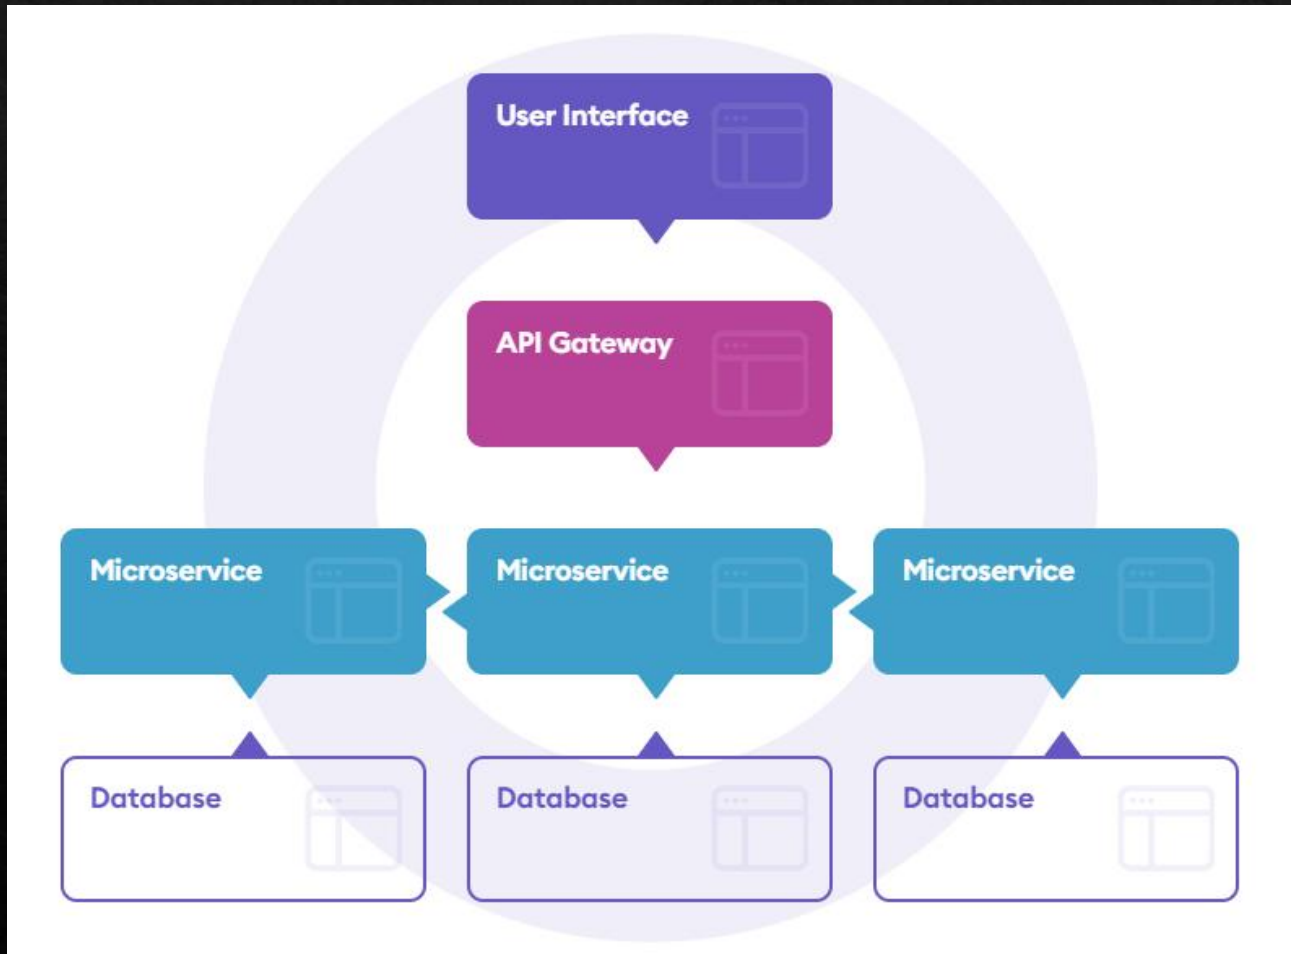 User Interface
API Gateway
Microservice
Microservice
Microservice
Database
Database
Database